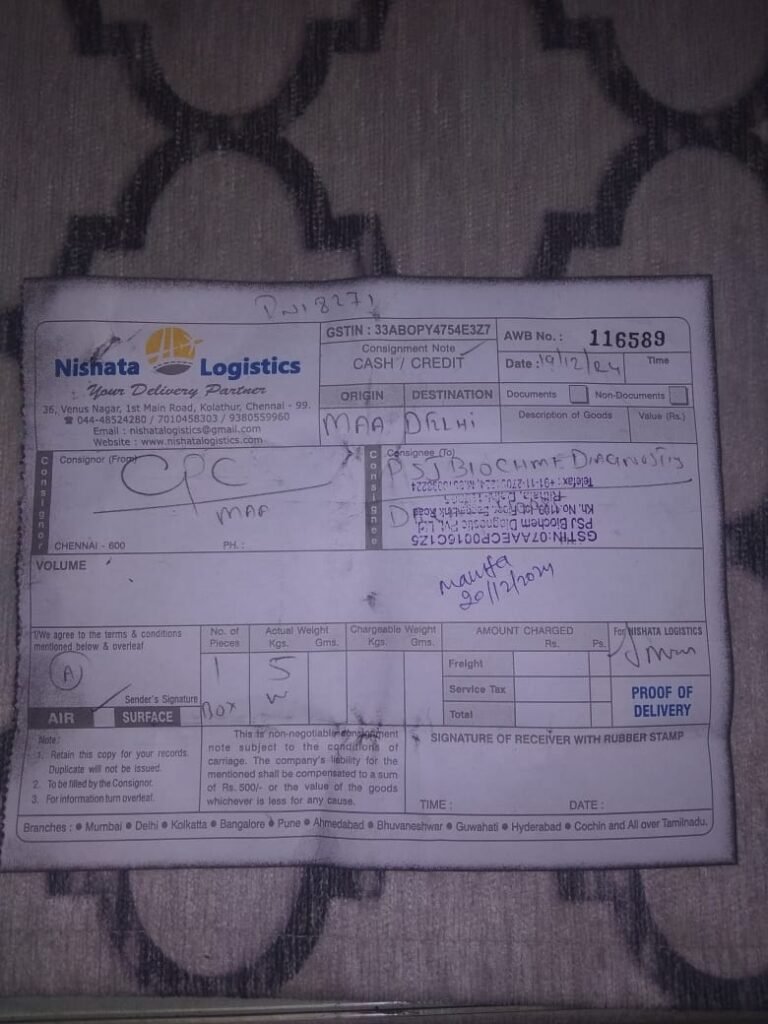 Nishata Logistics
Your Delivery Partner
36, Venus Nagar, 1st Main Road, Kolathur, Chennai - 99.
☎ 044-48524280 / 7010458303 / 9380559960
Email : nishatalogistics@gmail.com
Website : www.nishatalogistics.com
GSTIN : 33ABOPY4754E3Z7
Consignment Note
CASH / CREDIT
AWB No. : 116589
Date : 19/12/24 Time
ORIGIN DESTINATION
MAA DELHI
Documents Non-Documents
Description of Goods Value (Rs.)
Consignor
Consignor (From)
CPC
MAA
CHENNAI - 600 PH. :
Consignee
Consignee (To)
PSJ BIOCHME DIAGNOSTIS
GSTIN:07AAECP0016C1Z5
PSJ Biochem Diagnostic Pvt. Ltd.
VOLUME
20/12/2024
I/We agree to the terms & conditions
mentioned below & overleaf
A
Sender's Signature
AIR SURFACE
No. of Pieces
1
BOX
Actual Weight
Kgs. Gms.
5
Chargeable Weight
Kgs. Gms.
AMOUNT CHARGED
Rs. Ps.
Freight
Service Tax
Total
For NISHATA LOGISTICS
PROOF OF
DELIVERY
Note:
1. Retain this copy for your records.
Duplicate will not be issued.
2. To be filled by the Consignor.
3. For information turn overleaf.
This is non-negotiable consignment
note subject to the conditions of
carriage. The company's liability for
the mentioned shall be compensated to a sum
of Rs. 500/- or the value of the goods
whichever is less for any cause.
SIGNATURE OF RECEIVER WITH RUBBER STAMP
TIME : DATE :
Branches : ● Mumbai ● Delhi ● Kolkatta ● Bangalore ● Pune ● Ahmedabad ● Bhuvaneshwar ● Guwahati ● Hyderabad ● Cochin and All over Tamilnadu.